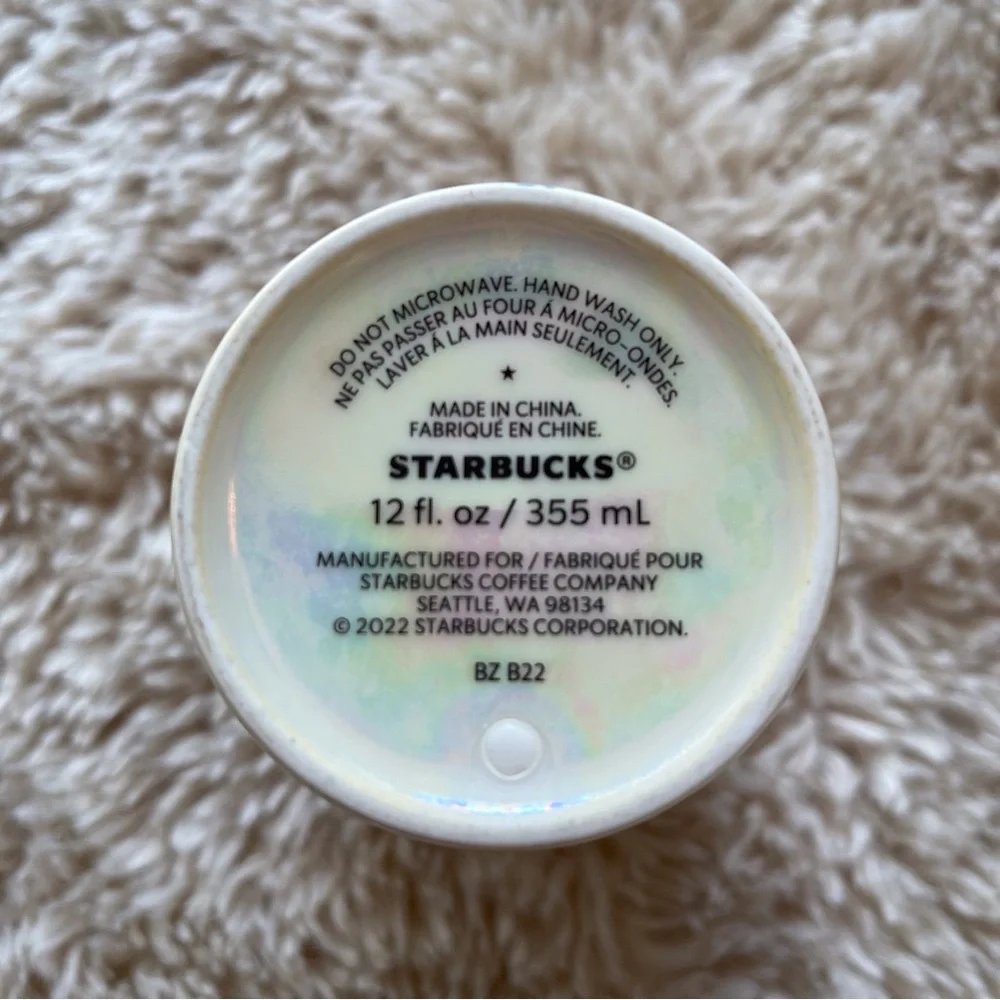 DO NOT MICROWAVE. HAND WASH ONLY.
NE PAS PASSER AU FOUR Á MICRO-ONDES.
LAVER Á LA MAIN SEULEMENT.
★
MADE IN CHINA.
FABRIQUÉ EN CHINE.
STARBUCKS®
12 fl. oz / 355 mL
MANUFACTURED FOR / FABRIQUÉ POUR
STARBUCKS COFFEE COMPANY
SEATTLE, WA 98134
© 2022 STARBUCKS CORPORATION.
BZ B22